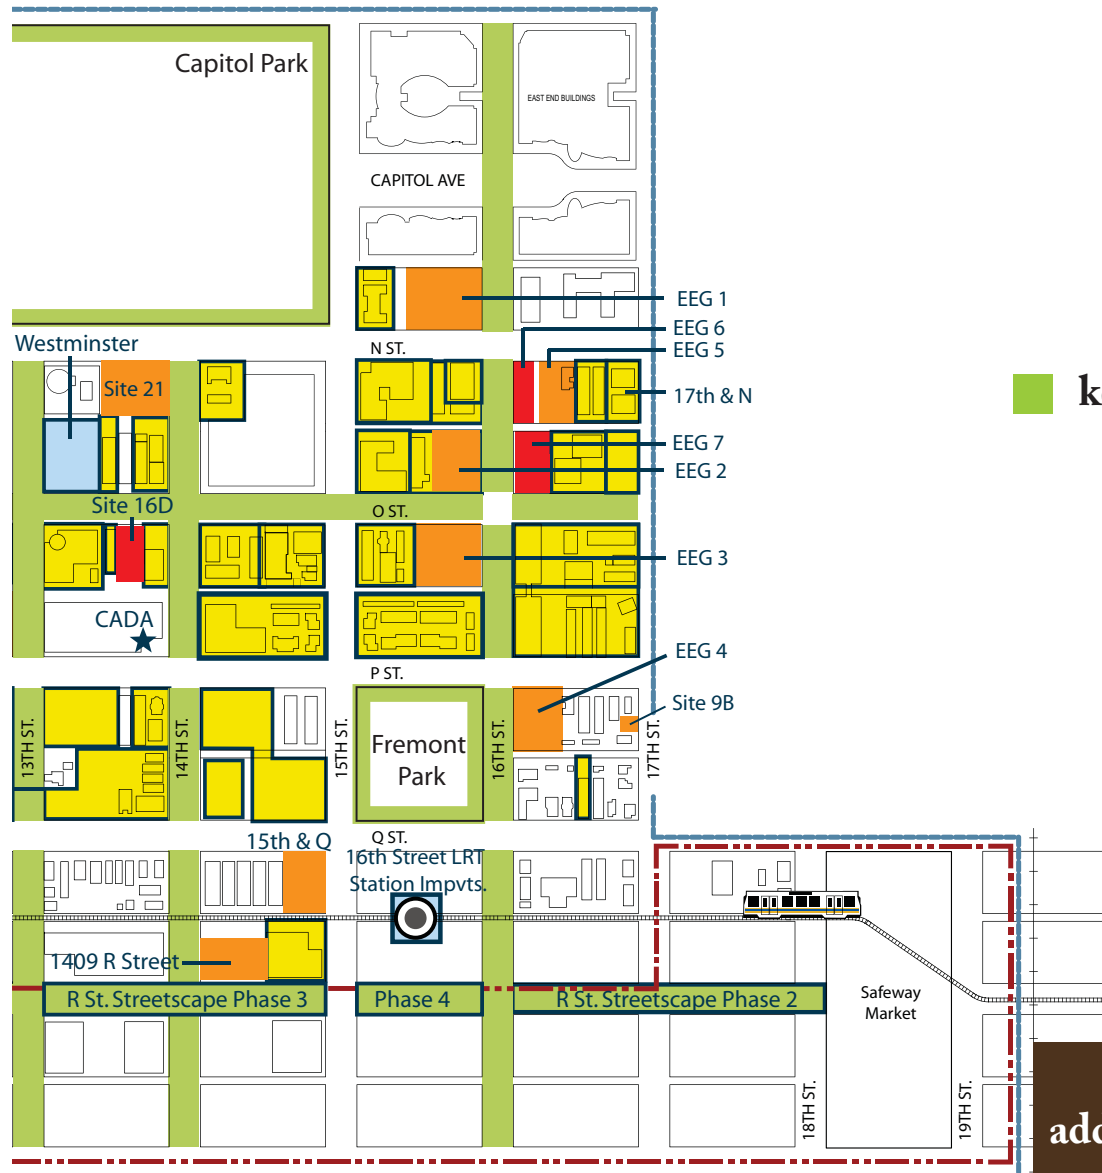 Capitol Park
EAST END BUILDINGS
CAPITOL AVE
EEG 1
EEG 6
N ST.
EEG 5
Westminster
Site 21
17th & N
EEG 7
EEG 2
Site 16D
O ST.
EEG 3
CADA
EEG 4
P ST.
Site 9B
13TH ST.
14TH ST.
15TH ST.
Fremont
Park
16TH ST.
17TH ST.
Q ST.
15th & Q
16th Street LRT
Station Impvts.
1409 R Street
R St. Streetscape Phase 3
Phase 4
R St. Streetscape Phase 2
Safeway
Market
18TH ST.
19TH ST.